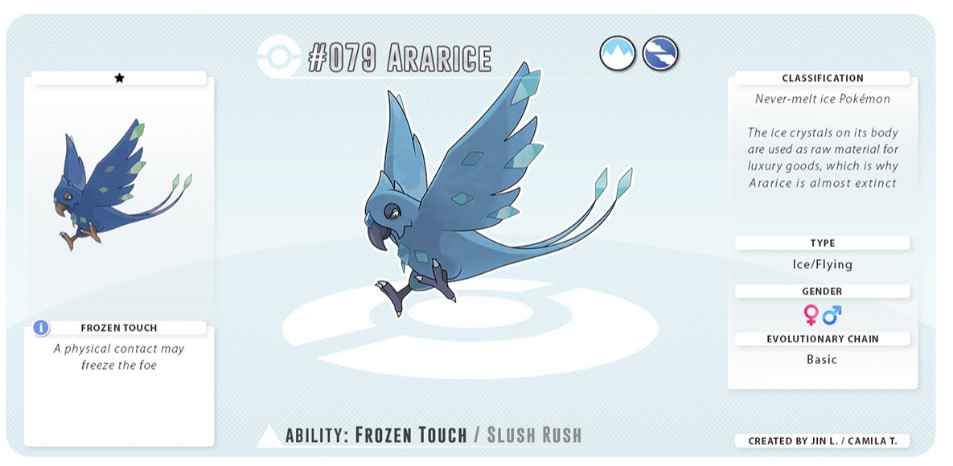 #079 Ararice
★
FROZEN TOUCH
A physical contact may
freeze the foe
ABILITY: FROZEN TOUCH / SLUSH RUSH
CLASSIFICATION
Never-melt ice Pokémon
The ice crystals on its body
are used as raw material for
luxury goods, which is why
Ararice is almost extinct
TYPE
Ice/Flying
GENDER
♀♂
EVOLUTIONARY CHAIN
Basic
CREATED BY JIN L. / CAMILA T.